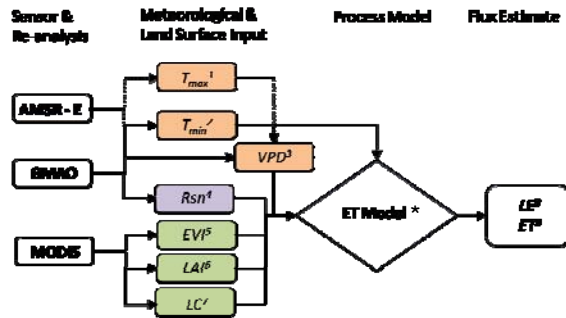 Sensor & Re-analysis
Meteorological & Land Surface Input
Process Model
Flux Estimate
AMSR - E
GMAO
MODIS
Tmax¹
Tmin²
VPD³
Rsn⁴
EVI⁵
LAI⁶
LC⁷
ET Model *
LE⁸
ET⁹